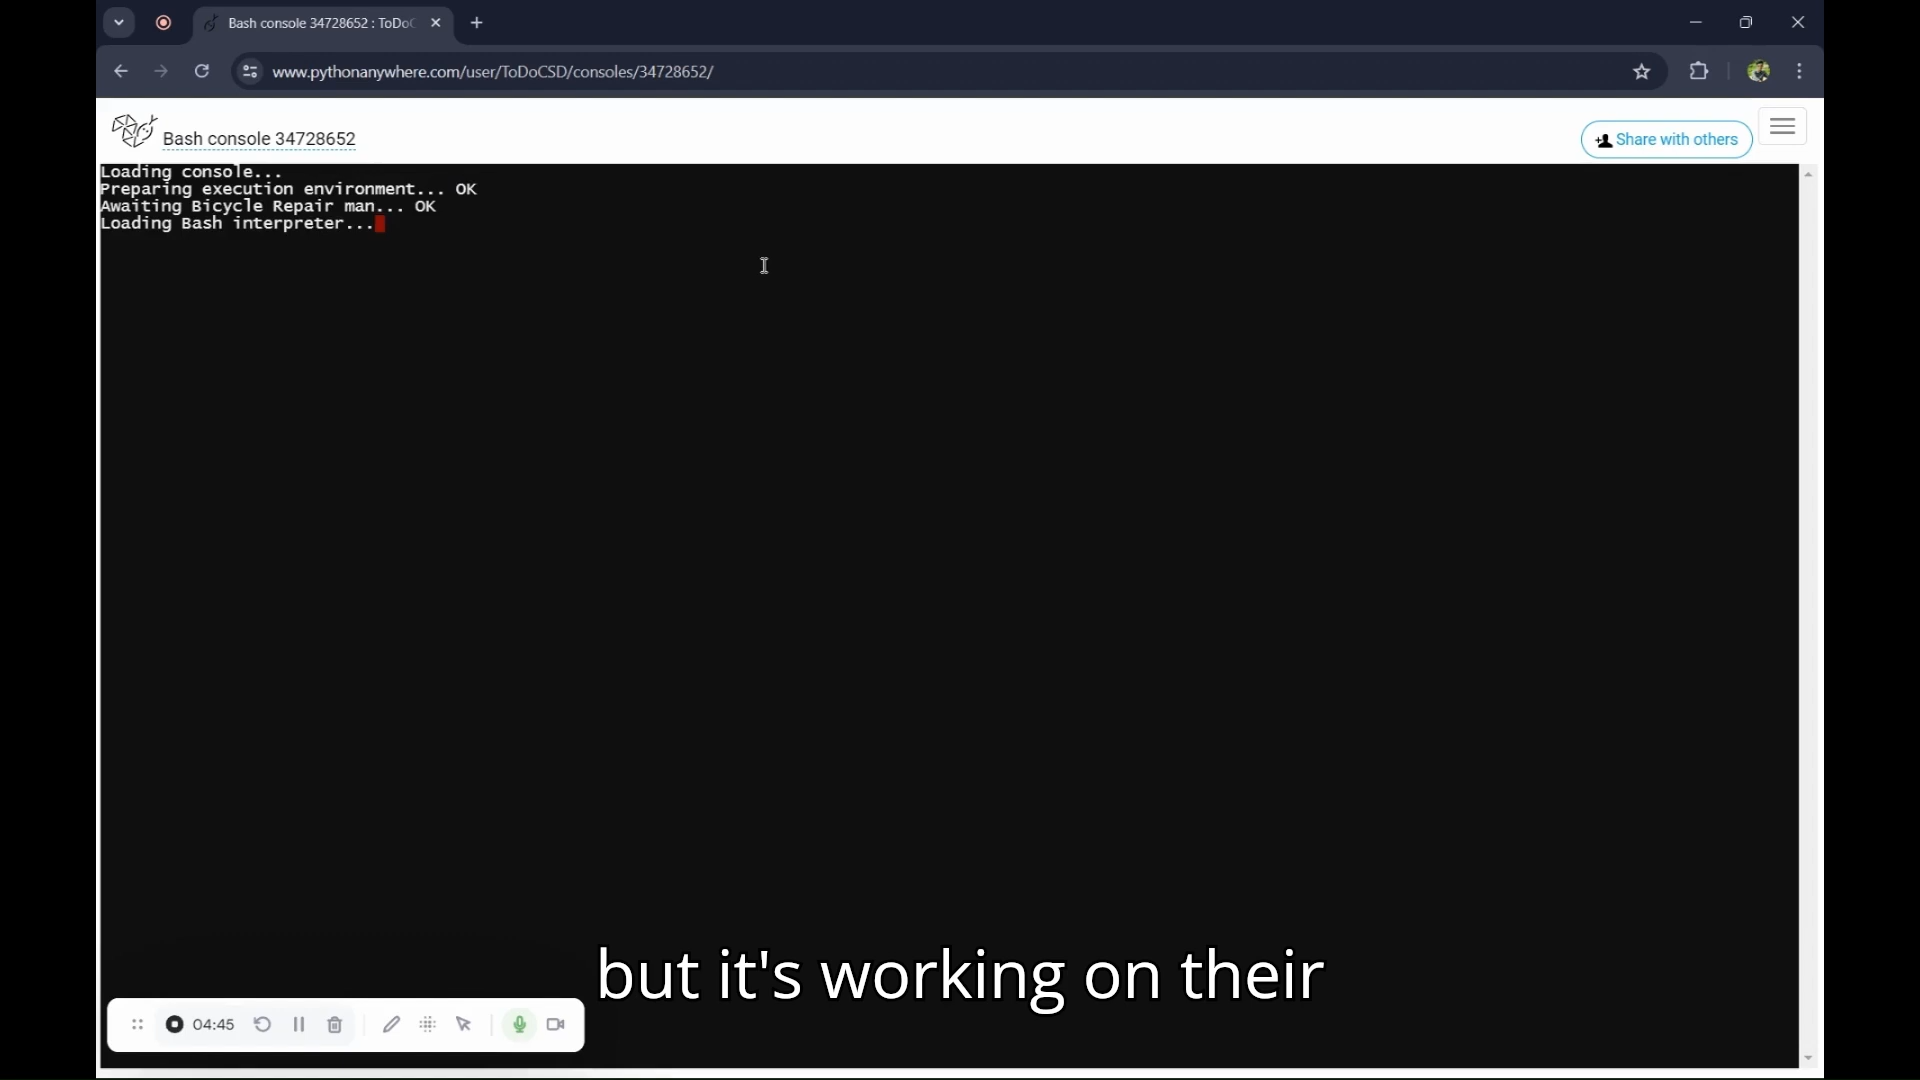 Bash console 34728652 : ToDoC
www.pythonanywhere.com/user/ToDoCSD/consoles/34728652/
Bash console 34728652
Share with others
Loading console...
Preparing execution environment... OK
Awaiting Bicycle Repair man... OK
Loading Bash interpreter...
but it's working on their
04:45